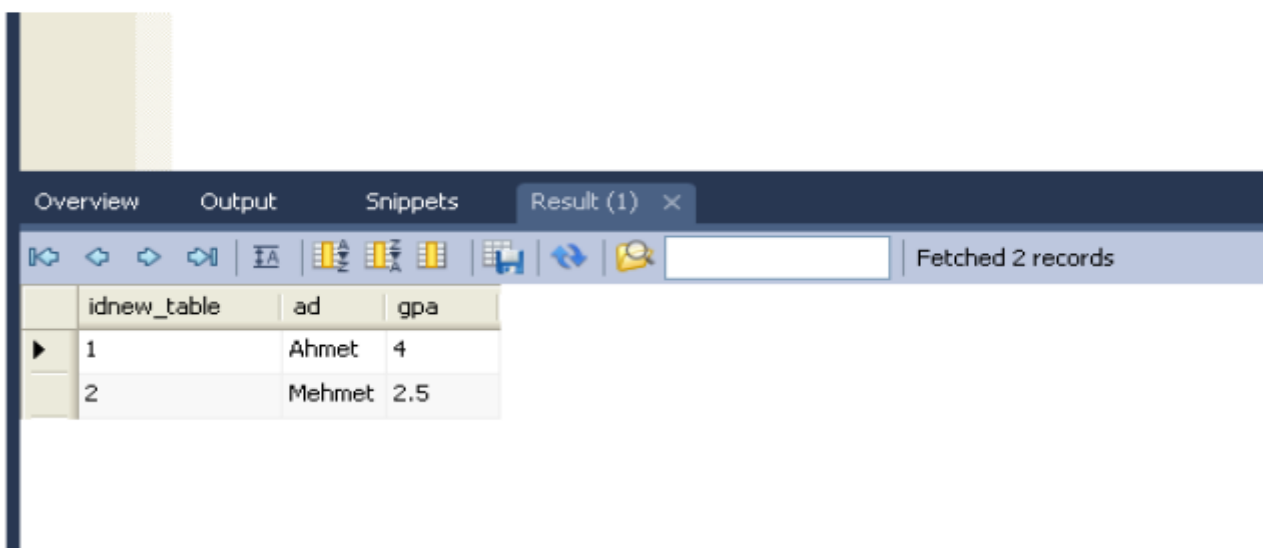 Overview Output Snippets Result (1)
Fetched 2 records
idnew_table ad gpa
1 Ahmet 4
2 Mehmet 2.5